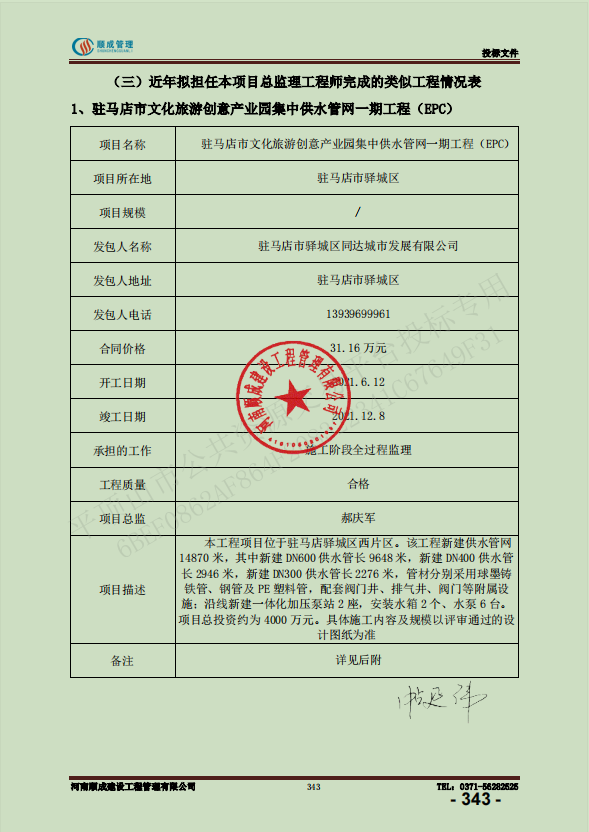 顺成管理
投标文件
（三）近年拟担任本项目总监理工程师完成的类似工程情况表
1、驻马店市文化旅游创意产业园集中供水管网一期工程（EPC）
项目名称 驻马店市文化旅游创意产业园集中供水管网一期工程（EPC）
项目所在地 驻马店市驿城区
项目规模 /
发包人名称 驻马店市驿城区同达城市发展有限公司
发包人地址 驻马店市驿城区
发包人电话 13939699961
合同价格 31.16 万元
开工日期 2021.6.12
竣工日期 2021.12.8
承担的工作 施工阶段全过程监理
工程质量 合格
项目总监 郝庆军
项目描述
本工程项目位于驻马店驿城区西片区。该工程新建供水管网
14870 米，其中新建 DN600 供水管长 9648 米，新建 DN400 供水管
长 2946 米，新建 DN300 供水管长 2276 米，管材分别采用球墨铸
铁管、钢管及 PE 塑料管，配套阀门井、排气井、阀门等附属设
施；沿线新建一体化加压泵站 2 座，安装水箱 2 个、水泵 6 台。
项目总投资约为 4000 万元。具体施工内容及规模以评审通过的设
计图纸为准
备注 详见后附
河南顺成建设工程管理有限公司
河南顺成建设工程管理有限公司 343 TEL：0371-56282525
- 343 -